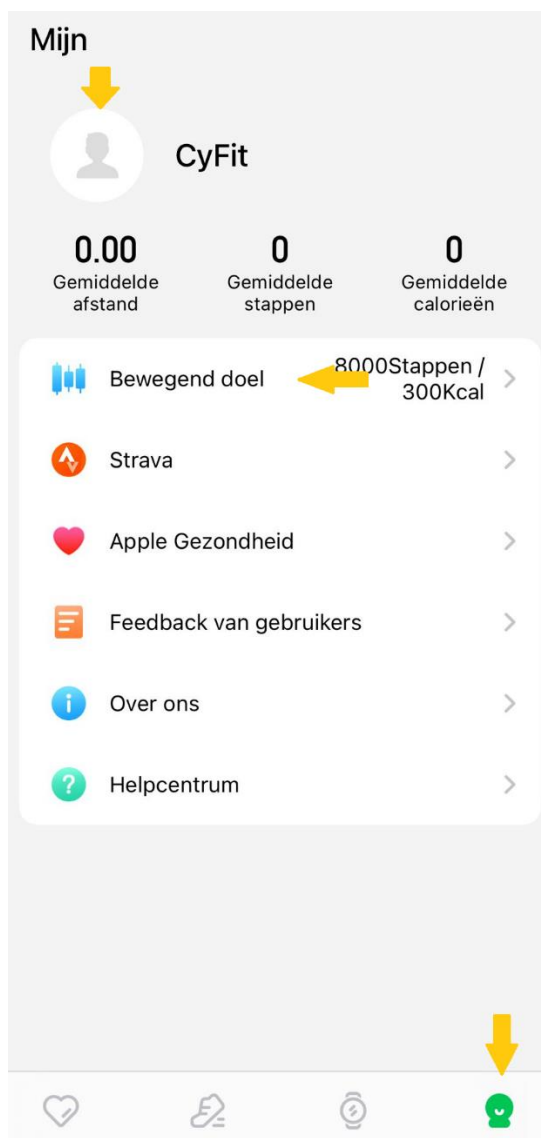 Mijn
CyFit
0.00 0 0
Gemiddelde Gemiddelde Gemiddelde
afstand stappen calorieën
Bewegend doel 8000Stappen /
300Kcal
Strava
Apple Gezondheid
Feedback van gebruikers
Over ons
Helpcentrum